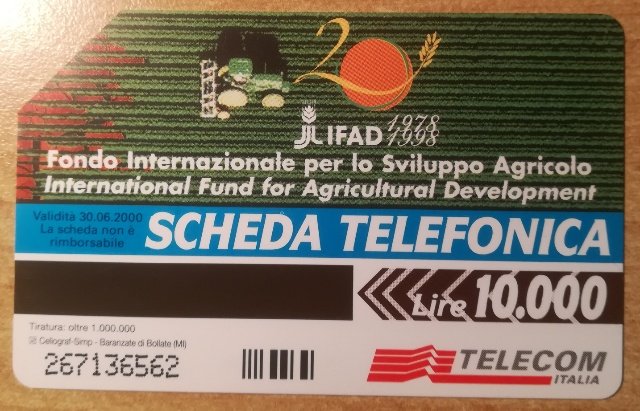 20
1978
IFAD 1998
Fondo Internazionale per lo Sviluppo Agricolo
International Fund for Agricultural Development
Validità 30.06.2000
La scheda non è
rimborsabile
SCHEDA TELEFONICA
Lire 10.000
Tiratura: oltre 1.000.000
Cellograf-Simp - Baranzate di Bollate (MI)
267136562
TELECOM
ITALIA